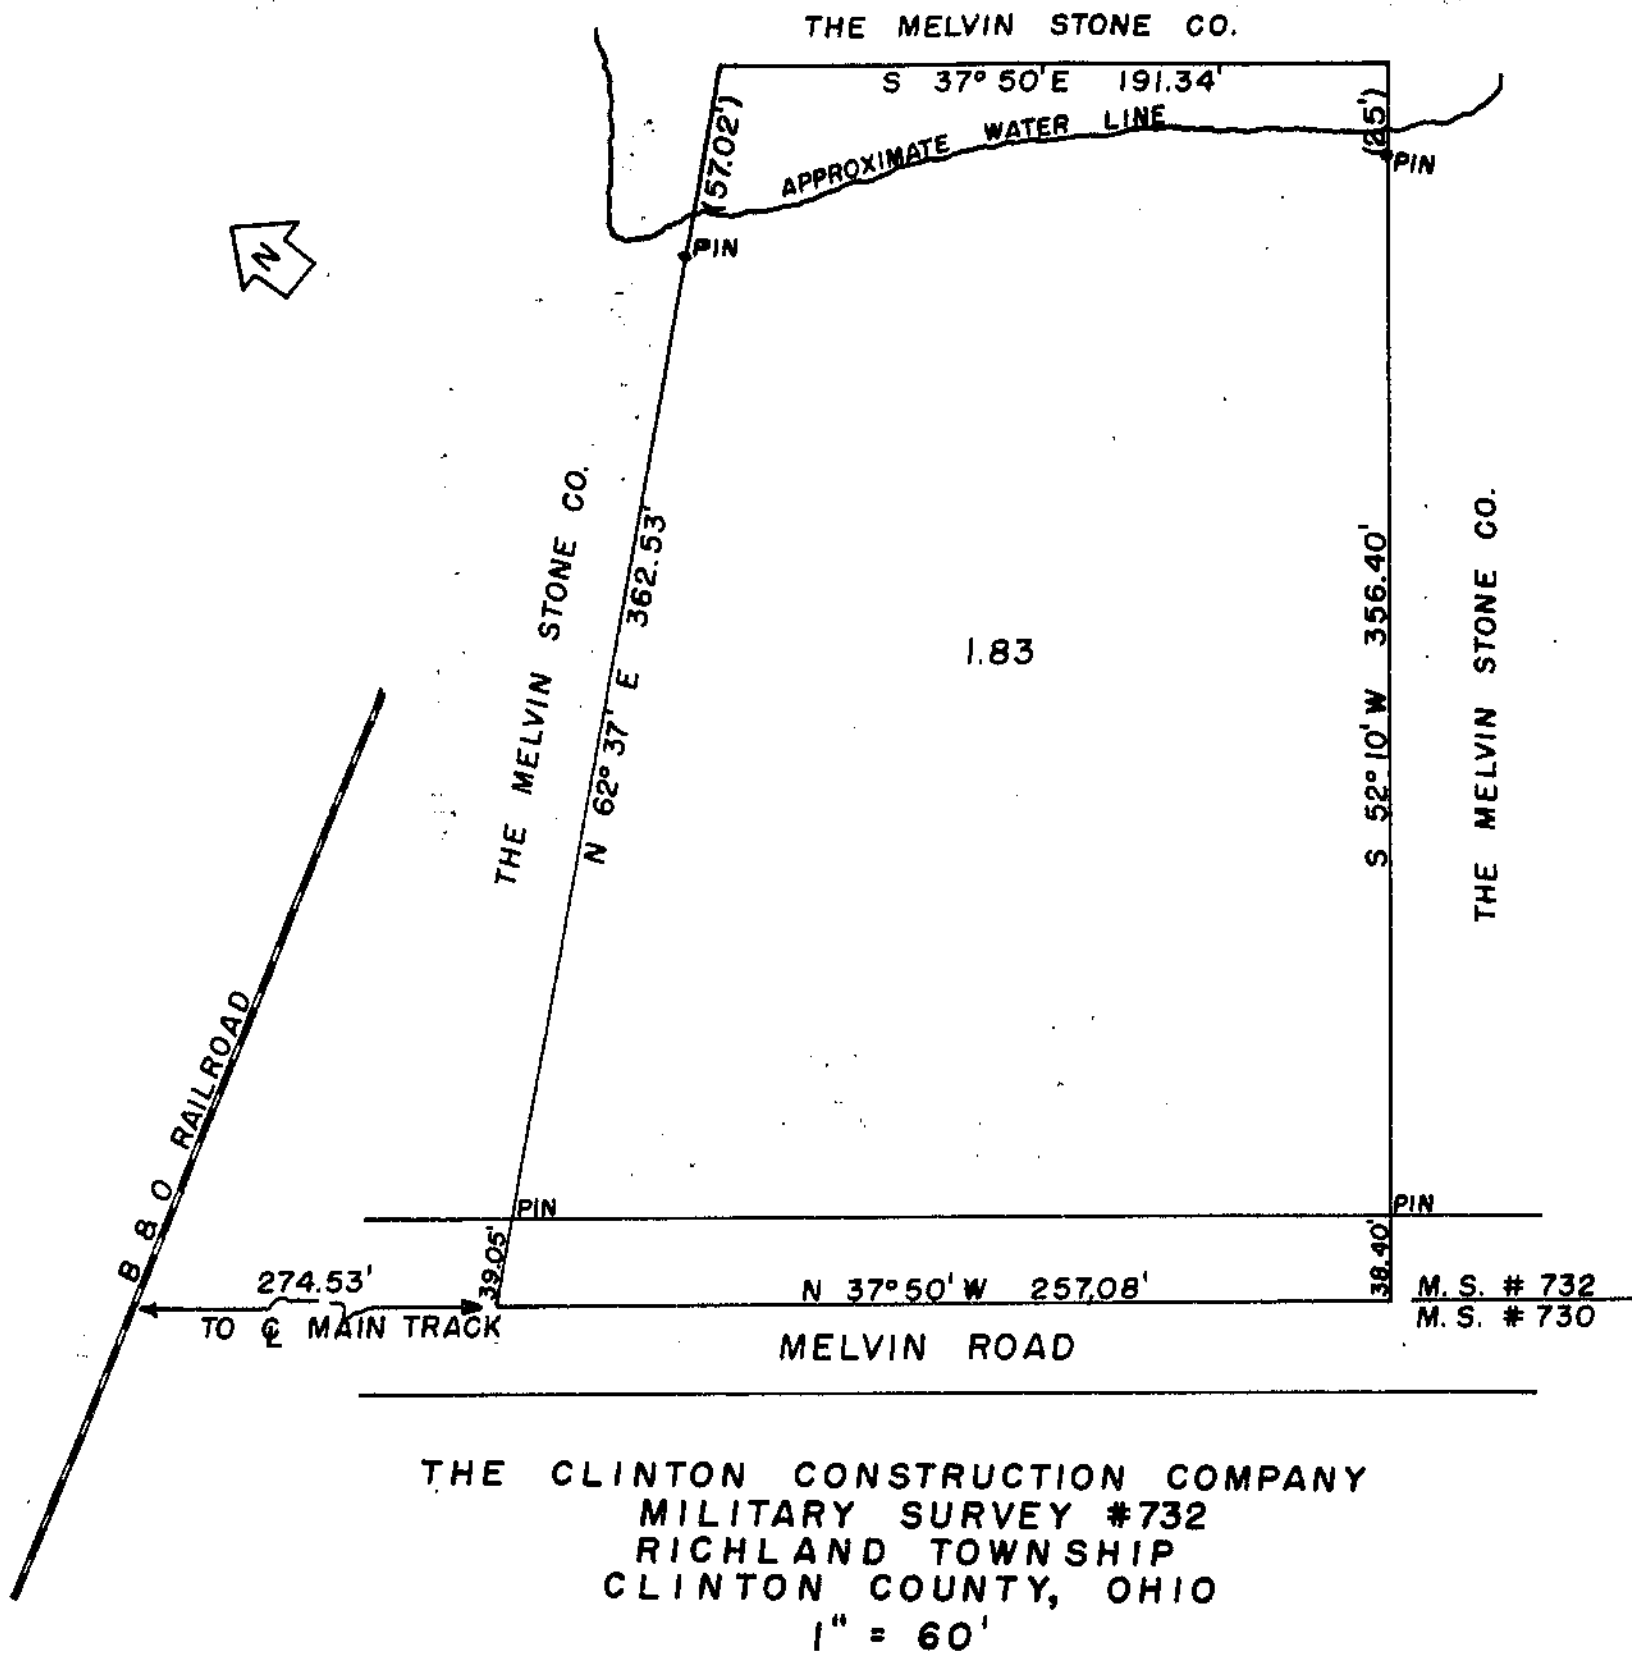 THE MELVIN STONE CO.
S 37° 50' E 191.34'
(57.02')
APPROXIMATE WATER LINE
(25')
PIN
PIN
N
THE MELVIN STONE CO.
N 62° 37' E 362.53'
1.83
S 52° 10' W 356.40'
THE MELVIN STONE CO.
B & O RAILROAD
PIN
PIN
39.05'
38.40'
274.53'
TO ℄ MAIN TRACK
N 37° 50' W 257.08'
M. S. # 732
M. S. # 730
MELVIN ROAD
THE CLINTON CONSTRUCTION COMPANY
MILITARY SURVEY #732
RICHLAND TOWNSHIP
CLINTON COUNTY, OHIO
1" = 60'